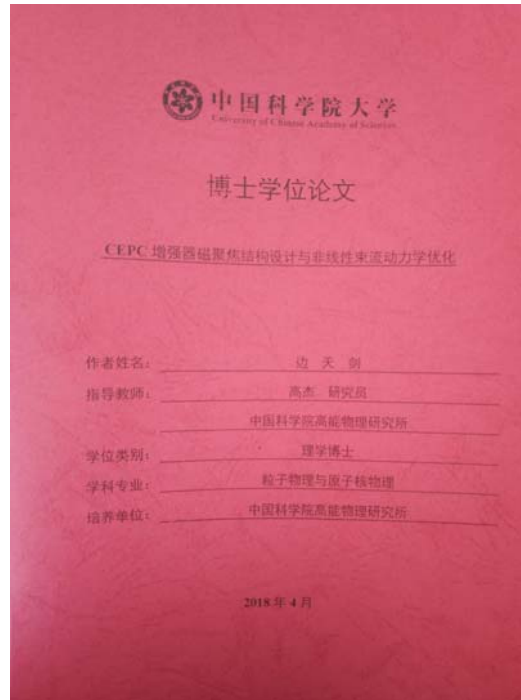 中国科学院大学
University of Chinese Academy of Sciences
博士学位论文
CEPC 增强器磁聚焦结构设计与非线性束流动力学优化
作者姓名： 边 天 剑
指导教师： 高杰 研究员
中国科学院高能物理研究所
学位类别： 理学博士
学科专业： 粒子物理与原子核物理
培养单位： 中国科学院高能物理研究所
2018 年 4 月